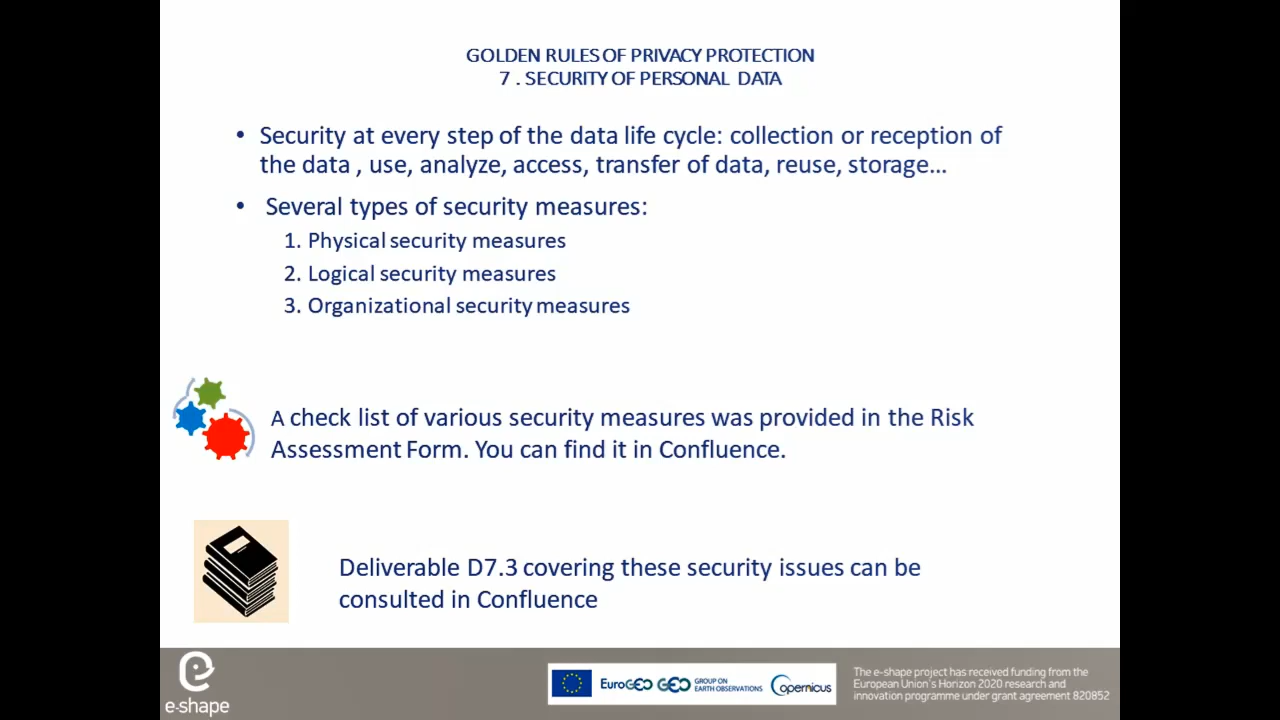 GOLDEN RULES OF PRIVACY PROTECTION
7 . SECURITY OF PERSONAL DATA
• Security at every step of the data life cycle: collection or reception of
the data , use, analyze, access, transfer of data, reuse, storage...
• Several types of security measures:
1. Physical security measures
2. Logical security measures
3. Organizational security measures
A check list of various security measures was provided in the Risk
Assessment Form. You can find it in Confluence.
Deliverable D7.3 covering these security issues can be
consulted in Confluence
e-shape
EuroGEO
GEO
GROUP ON
EARTH OBSERVATIONS
Copernicus
The e-shape project has received funding from the
European Union's Horizon 2020 research and
innovation programme under grant agreement 820852